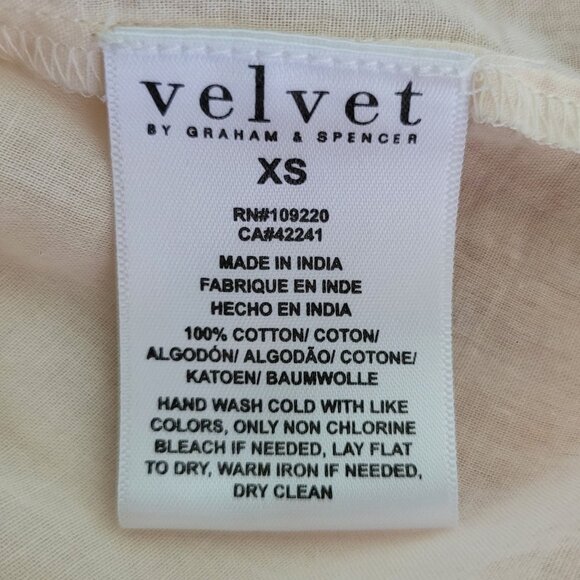 velvet
BY GRAHAM & SPENCER
XS
RN#109220
CA#42241
MADE IN INDIA
FABRIQUE EN INDE
HECHO EN INDIA
100% COTTON/ COTON/
ALGODÓN/ ALGODÃO/ COTONE/
KATOEN/ BAUMWOLLE
HAND WASH COLD WITH LIKE
COLORS, ONLY NON CHLORINE
BLEACH IF NEEDED, LAY FLAT
TO DRY, WARM IRON IF NEEDED,
DRY CLEAN